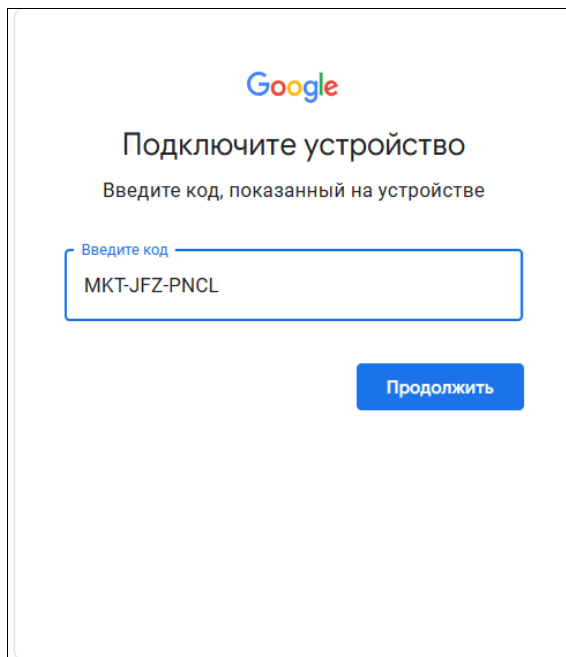 Google
Подключите устройство
Введите код, показанный на устройстве
Введите код
MKT-JFZ-PNCL
Продолжить